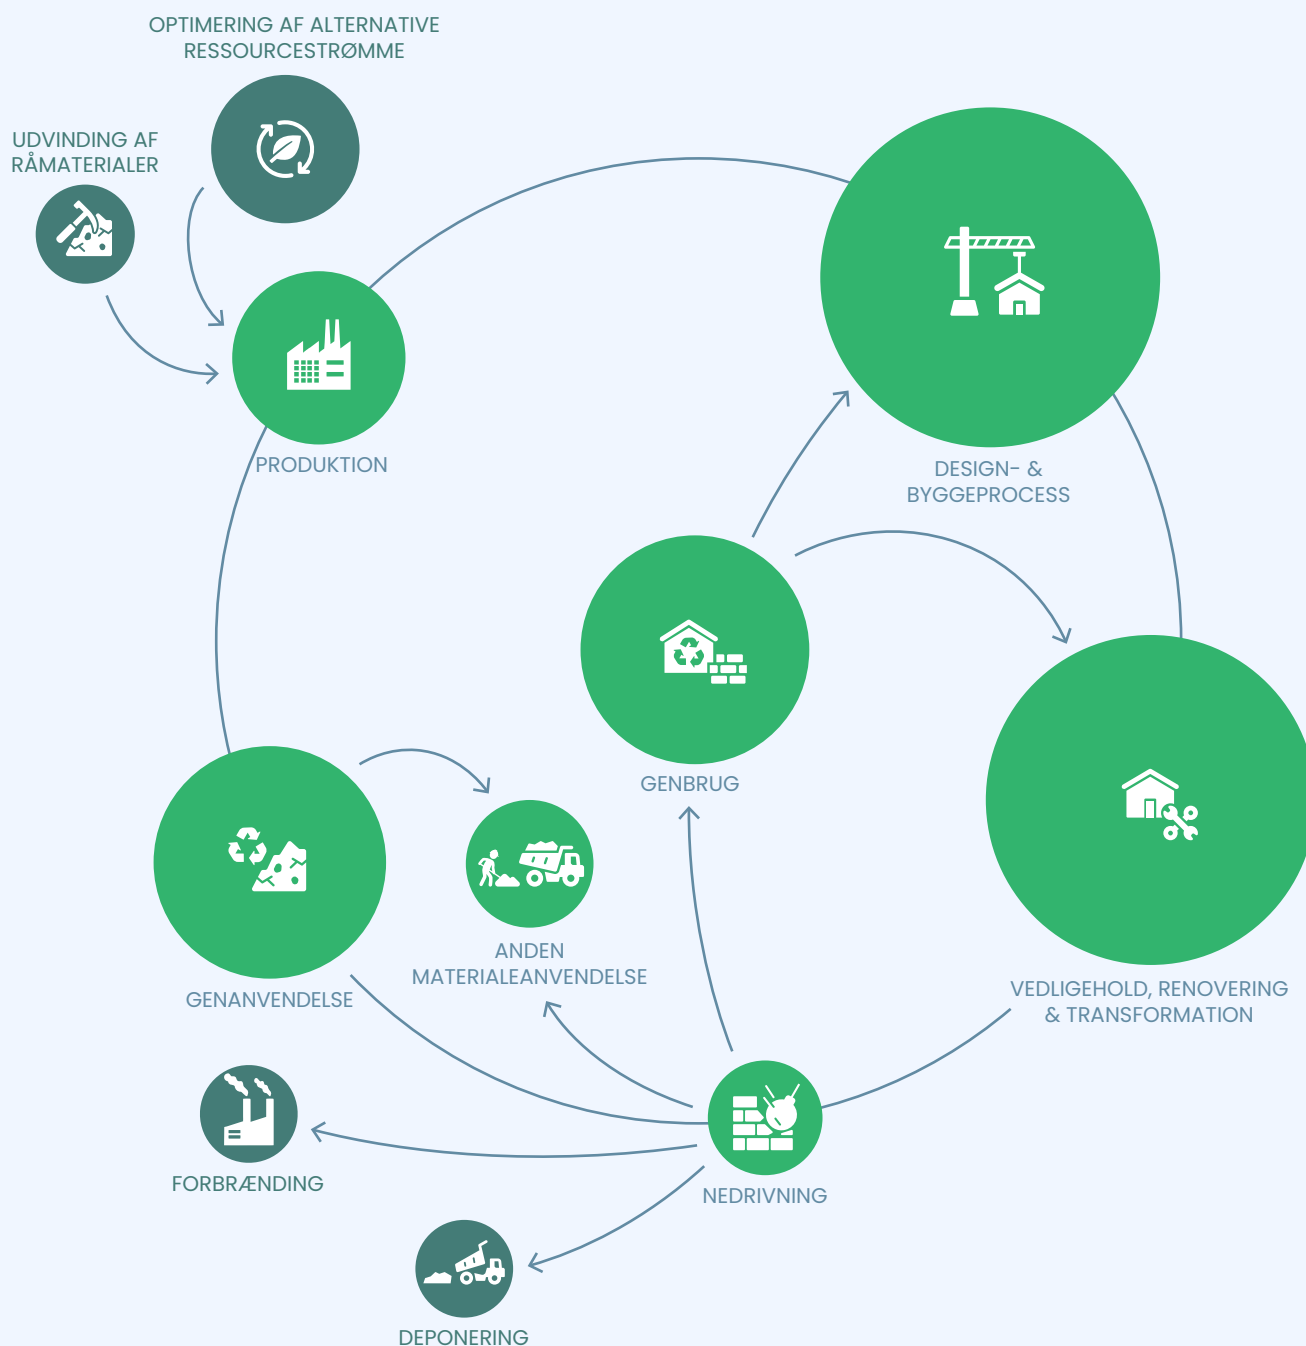 OPTIMERING AF ALTERNATIVE
RESSOURCESTRØMME
UDVINDING AF
RÅMATERIALER
PRODUKTION
DESIGN- &
BYGGEPROCESS
GENBRUG
ANDEN
MATERIALEANVENDELSE
GENANVENDELSE
VEDLIGEHOLD, RENOVERING
& TRANSFORMATION
FORBRÆNDING
NEDRIVNING
DEPONERING